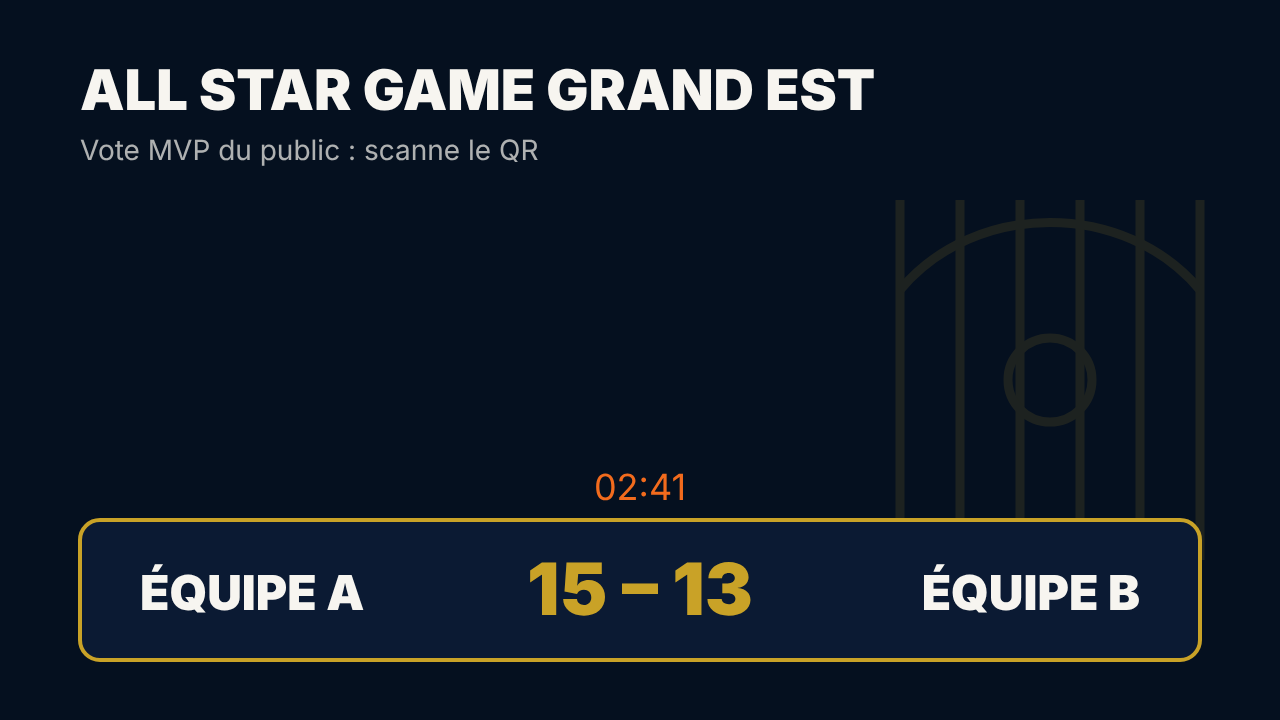 ALL STAR GAME GRAND EST
Vote MVP du public : scanne le QR
02:41
ÉQUIPE A 15 – 13 ÉQUIPE B